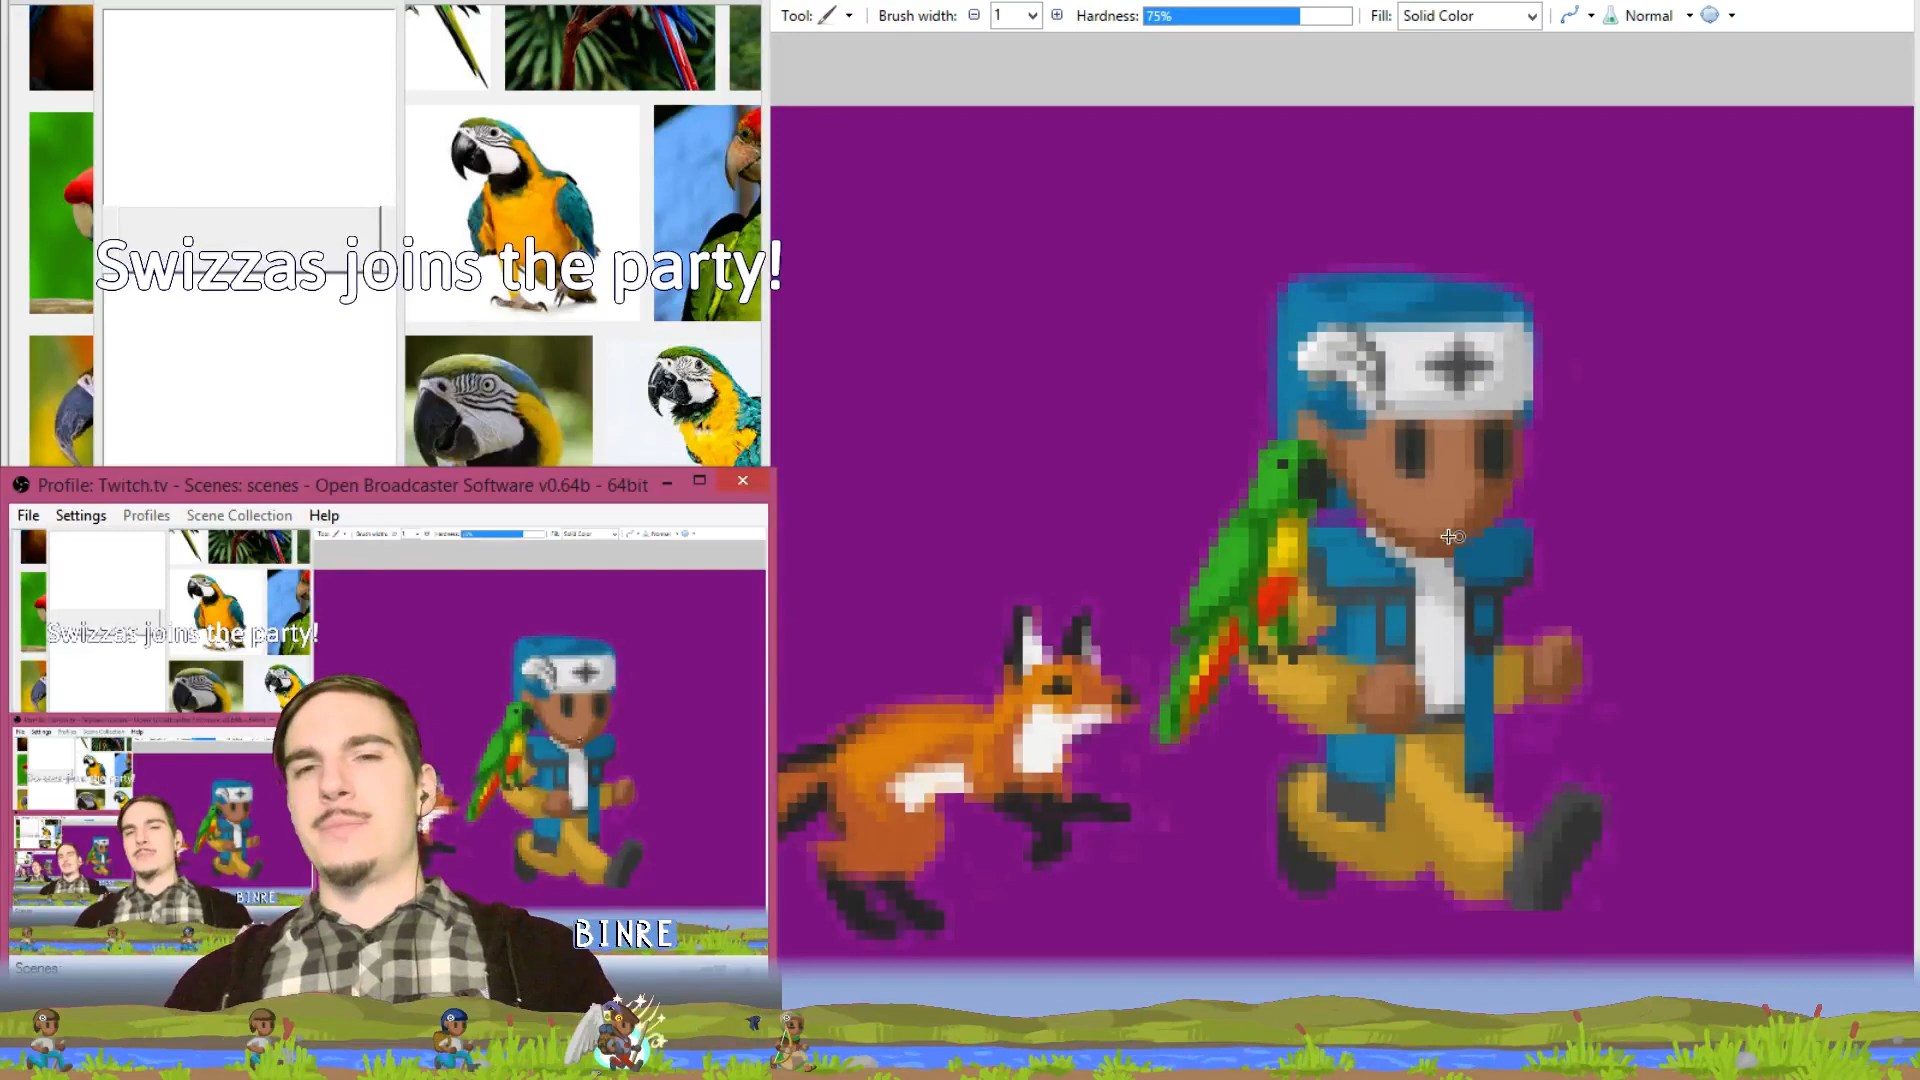 Tool:
Brush width:
1
Hardness:
75%
Fill:
Solid Color
Normal
Swizzas joins the party!
Profile: Twitch.tv - Scenes: scenes - Open Broadcaster Software v0.64b - 64bit
File
Settings
Profiles
Scene Collection
Help
Swizzas joins the party!
BINRE
BINRE
Scenes: